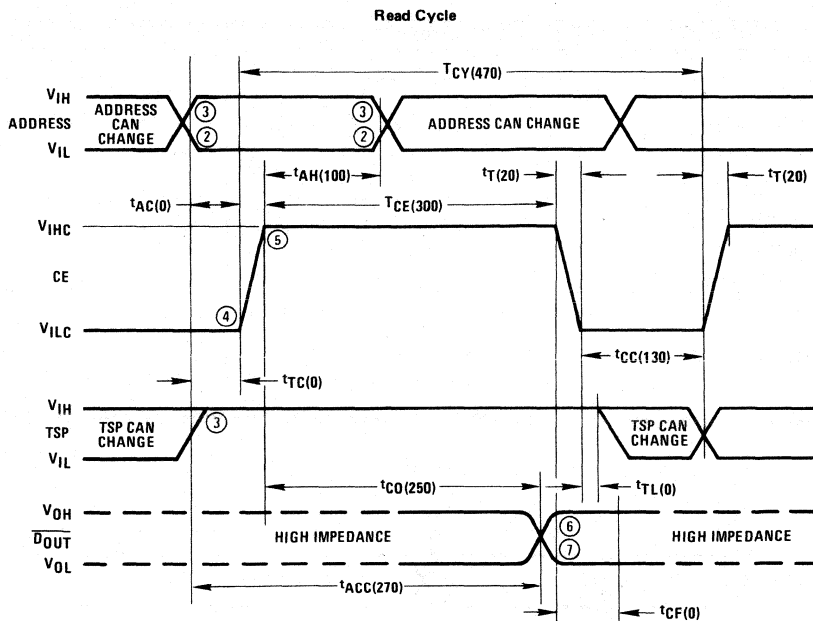 Read Cycle
TCY(470)
VIH
ADDRESS
VIL
ADDRESS
CAN
CHANGE
③
②
③
②
ADDRESS CAN CHANGE
tAH(100)
tT(20)
tT(20)
tAC(0)
TCE(300)
VIHC
⑤
CE
④
VILC
tCC(130)
tTC(0)
VIH
TSP
VIL
TSP CAN
CHANGE
③
TSP CAN
CHANGE
tCO(250)
tTL(0)
VOH
DOUT
VOL
HIGH IMPEDANCE
⑥
⑦
HIGH IMPEDANCE
tACC(270)
tCF(0)